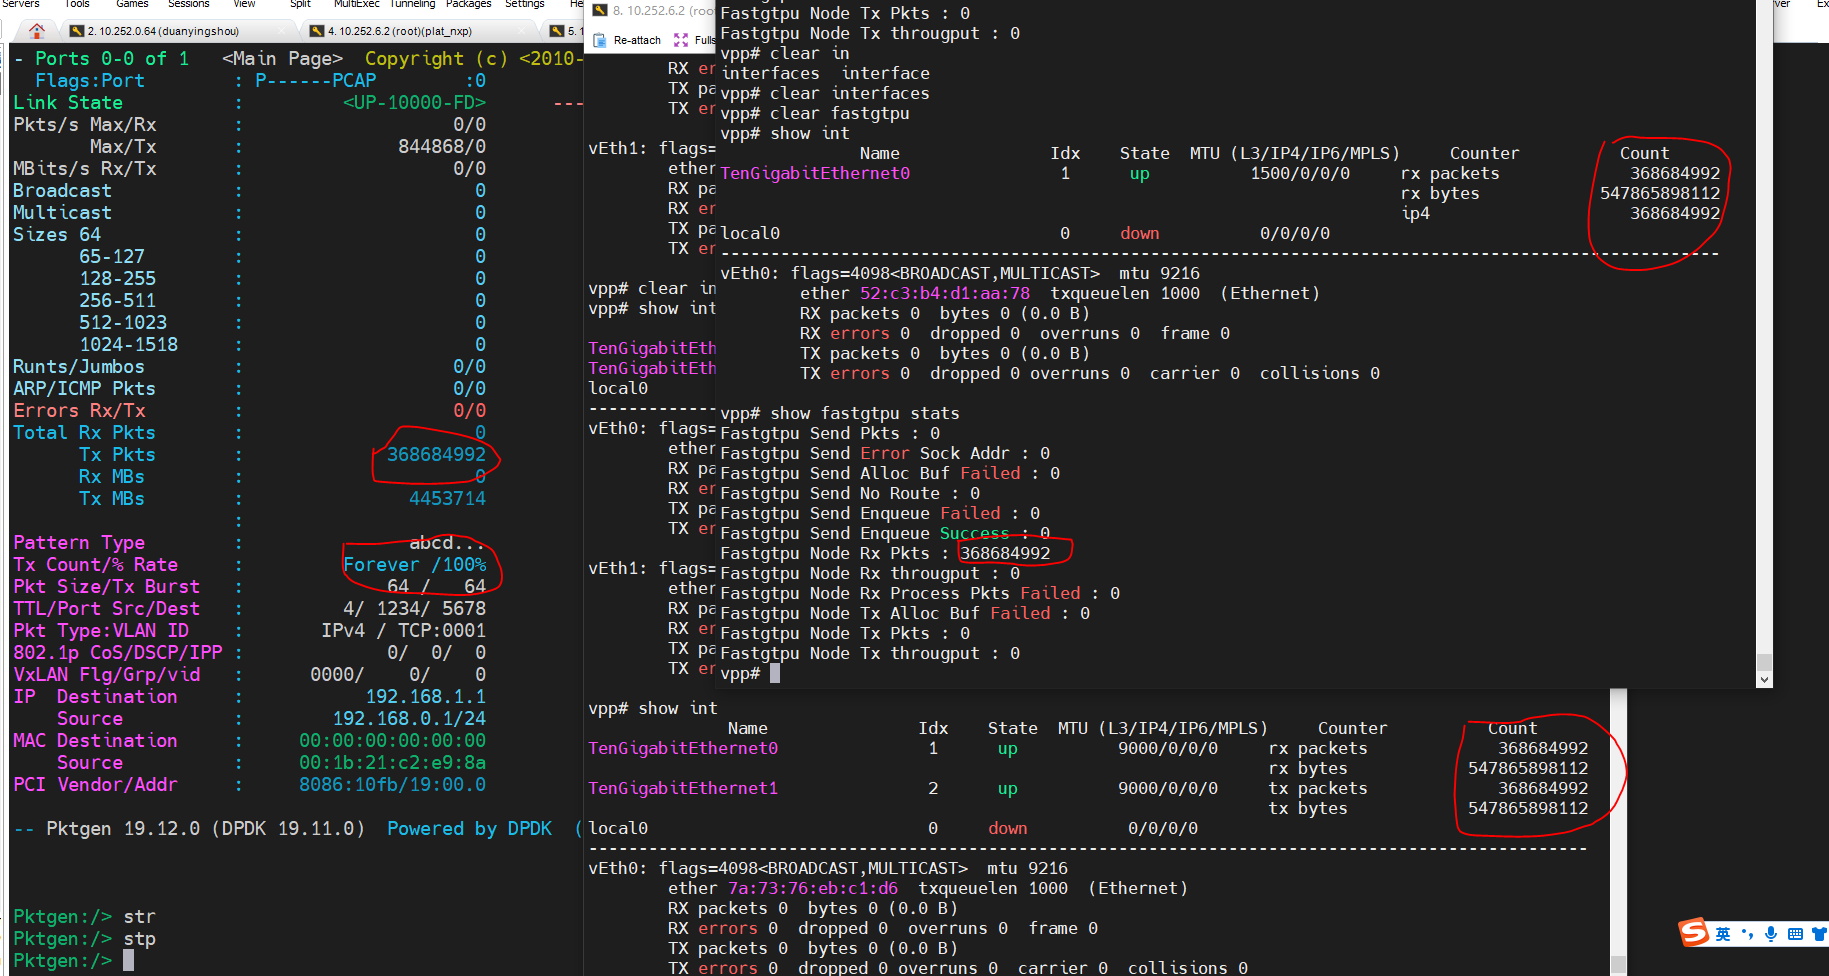 Servers Tools Games Sessions View Split MultiExec Tunneling Packages Settings He
2. 10.252.0.64 (duanyingshou) 4. 10.252.6.2 (root)(plat_nxp) 5. 1
- Ports 0-0 of 1 <Main Page> Copyright (c) <2010-
Flags:Port : P------PCAP :0
Link State : <UP-10000-FD> ---
Pkts/s Max/Rx : 0/0
Max/Tx : 844868/0
MBits/s Rx/Tx : 0/0
Broadcast : 0
Multicast : 0
Sizes 64 : 0
65-127 : 0
128-255 : 0
256-511 : 0
512-1023 : 0
1024-1518 : 0
Runts/Jumbos : 0/0
ARP/ICMP Pkts : 0/0
Errors Rx/Tx : 0/0
Total Rx Pkts : 0
Tx Pkts : 368684992
Rx MBs : 0
Tx MBs : 4453714
:
Pattern Type : abcd...
Tx Count/% Rate : Forever /100%
Pkt Size/Tx Burst : 64 / 64
TTL/Port Src/Dest : 4/ 1234/ 5678
Pkt Type:VLAN ID : IPv4 / TCP:0001
802.1p CoS/DSCP/IPP : 0/ 0/ 0
VxLAN Flg/Grp/vid : 0000/ 0/ 0
IP Destination : 192.168.1.1
Source : 192.168.0.1/24
MAC Destination : 00:00:00:00:00:00
Source : 00:1b:21:c2:e9:8a
PCI Vendor/Addr : 8086:10fb/19:00.0
-- Pktgen 19.12.0 (DPDK 19.11.0) Powered by DPDK (
Pktgen:/> str
Pktgen:/> stp
Pktgen:/>
8. 10.252.6.2 (roo
Re-attach Fulls
RX er
TX pa
TX er
vEth1: flags=
ether
RX pa
RX er
TX pa
TX er
vpp# clear in
vpp# show int
TenGigabitEth
TenGigabitEth
local0
-------------
vEth0: flags=
ether
RX pa
RX er
TX pa
TX er
vEth1: flags=
ether
RX pa
RX er
TX pa
TX er
vpp# show int
Name Idx State MTU (L3/IP4/IP6/MPLS) Counter Count
TenGigabitEthernet0 1 up 9000/0/0/0 rx packets 368684992
rx bytes 547865898112
TenGigabitEthernet1 2 up 9000/0/0/0 tx packets 368684992
tx bytes 547865898112
local0 0 down 0/0/0/0
----------------------------------------------------------------------------------------------------
vEth0: flags=4098<BROADCAST,MULTICAST> mtu 9216
ether 7a:73:76:eb:c1:d6 txqueuelen 1000 (Ethernet)
RX packets 0 bytes 0 (0.0 B)
RX errors 0 dropped 0 overruns 0 frame 0
TX packets 0 bytes 0 (0.0 B)
TX errors 0 dropped 0 overruns 0 carrier 0 collisions 0
Fastgtpu Node Tx Pkts : 0
Fastgtpu Node Tx througput : 0
vpp# clear in
interfaces interface
vpp# clear interfaces
vpp# clear fastgtpu
vpp# show int
Name Idx State MTU (L3/IP4/IP6/MPLS) Counter Count
TenGigabitEthernet0 1 up 1500/0/0/0 rx packets 368684992
rx bytes 547865898112
ip4 368684992
local0 0 down 0/0/0/0
----------------------------------------------------------------------------------------------------
vEth0: flags=4098<BROADCAST,MULTICAST> mtu 9216
ether 52:c3:b4:d1:aa:78 txqueuelen 1000 (Ethernet)
RX packets 0 bytes 0 (0.0 B)
RX errors 0 dropped 0 overruns 0 frame 0
TX packets 0 bytes 0 (0.0 B)
TX errors 0 dropped 0 overruns 0 carrier 0 collisions 0
vpp# show fastgtpu stats
Fastgtpu Send Pkts : 0
Fastgtpu Send Error Sock Addr : 0
Fastgtpu Send Alloc Buf Failed : 0
Fastgtpu Send No Route : 0
Fastgtpu Send Enqueue Failed : 0
Fastgtpu Send Enqueue Success : 0
Fastgtpu Node Rx Pkts : 368684992
Fastgtpu Node Rx througput : 0
Fastgtpu Node Rx Process Pkts Failed : 0
Fastgtpu Node Tx Alloc Buf Failed : 0
Fastgtpu Node Tx Pkts : 0
Fastgtpu Node Tx througput : 0
vpp#
ver Ex
S 英